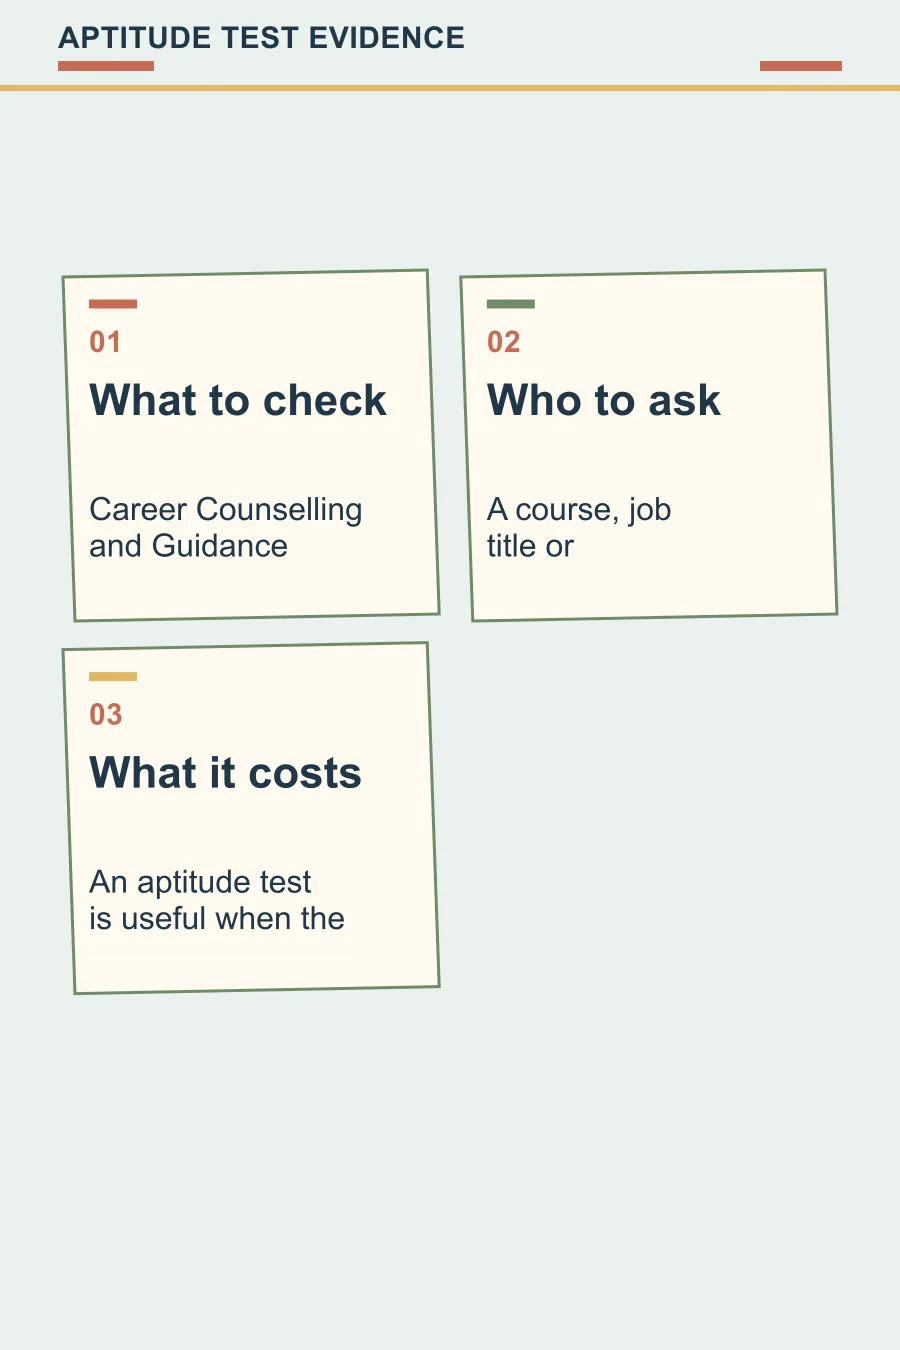 APTITUDE TEST EVIDENCE
01
What to check
Career Counselling
and Guidance
02
Who to ask
A course, job
title or
03
What it costs
An aptitude test
is useful when the